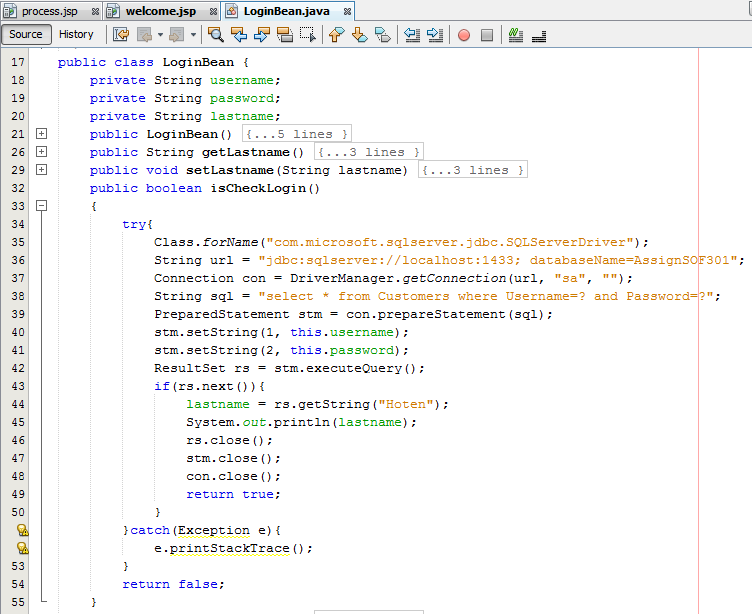 process.jsp welcome.jsp LoginBean.java
Source History
17 public class LoginBean {
18 private String username;
19 private String password;
20 private String lastname;
21 public LoginBean() {...5 lines }
26 public String getLastname() {...3 lines }
29 public void setLastname(String lastname) {...3 lines }
32 public boolean isCheckLogin()
33 {
34 try{
35 Class.forName("com.microsoft.sqlserver.jdbc.SQLServerDriver");
36 String url = "jdbc:sqlserver://localhost:1433; databaseName=AssignSOF301";
37 Connection con = DriverManager.getConnection(url, "sa", "");
38 String sql = "select * from Customers where Username=? and Password=?";
39 PreparedStatement stm = con.prepareStatement(sql);
40 stm.setString(1, this.username);
41 stm.setString(2, this.password);
42 ResultSet rs = stm.executeQuery();
43 if(rs.next()){
44 lastname = rs.getString("Hoten");
45 System.out.println(lastname);
46 rs.close();
47 stm.close();
48 con.close();
49 return true;
50 }
}catch(Exception e){
e.printStackTrace();
53 }
54 return false;
55 }